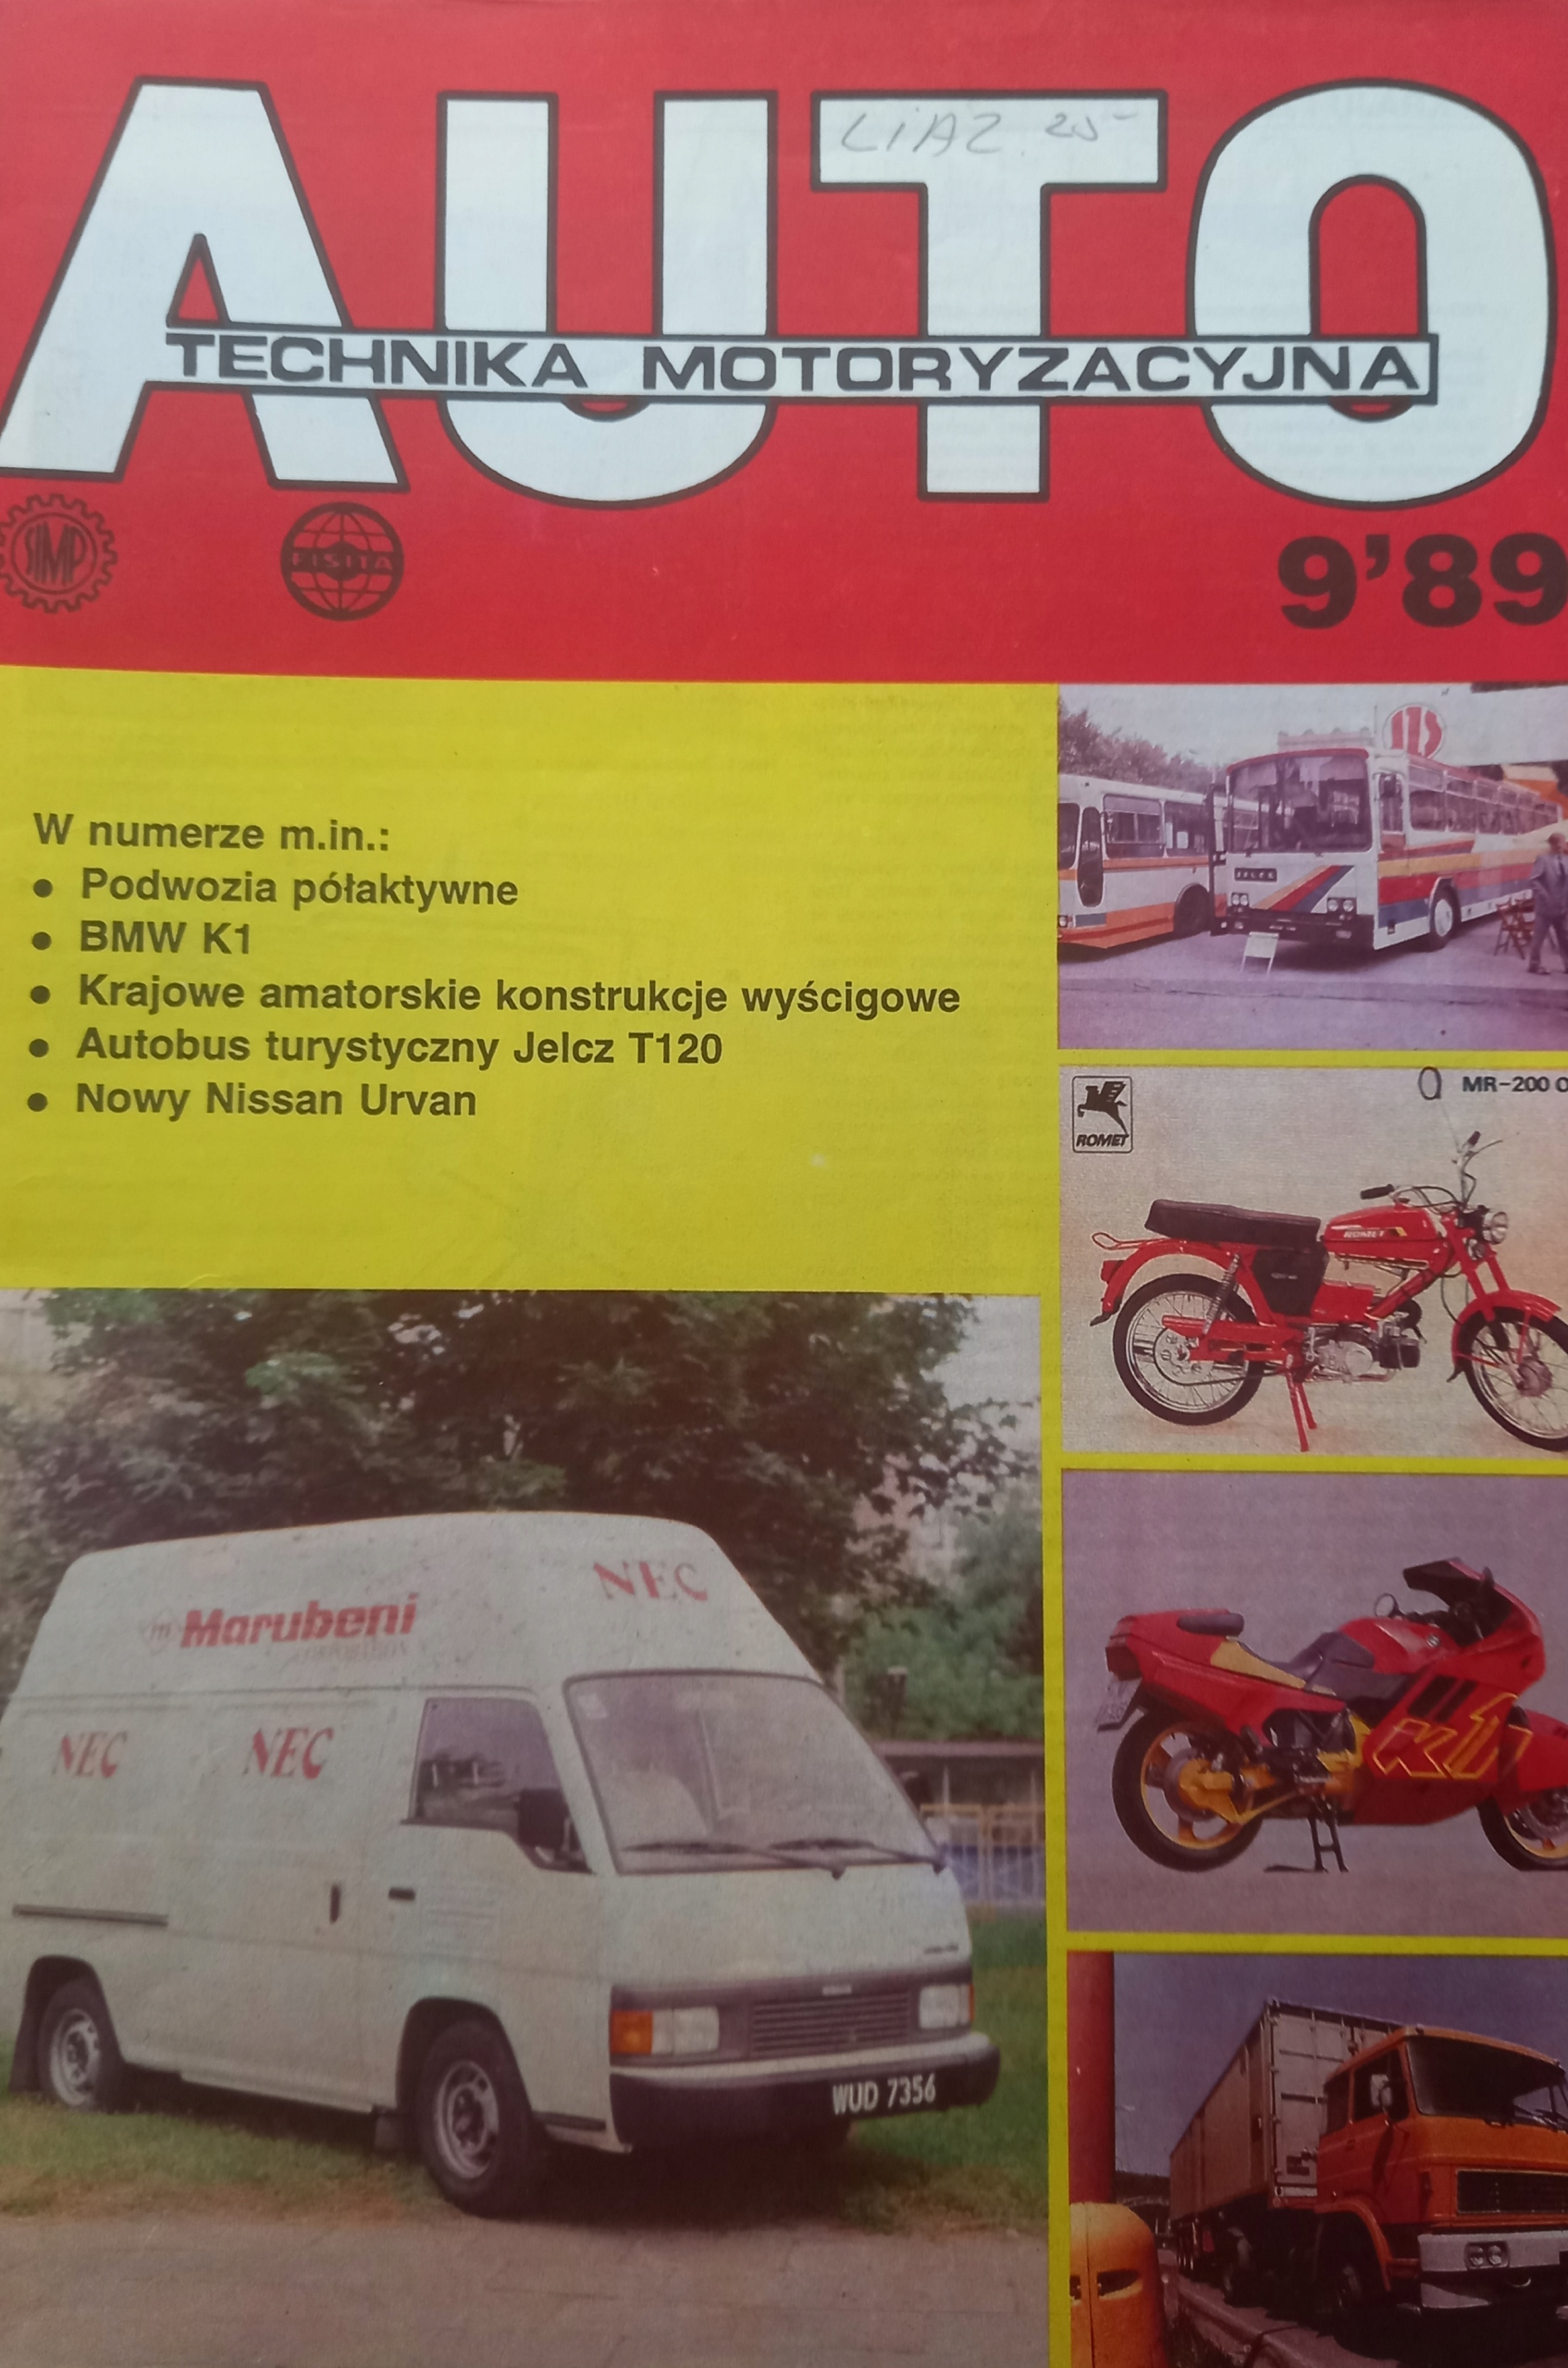 AUTO
LiAZ 20-
TECHNIKA MOTORYZACYJNA
SIMP
FISITA
9'89
W numerze m.in.:
● Podwozia półaktywne
● BMW K1
● Krajowe amatorskie konstrukcje wyścigowe
● Autobus turystyczny Jelcz T120
● Nowy Nissan Urvan
JELCZ
ROMET
MR-200
ROMET
K1
NEC
Marubeni
NEC
NEC
WUD 7356